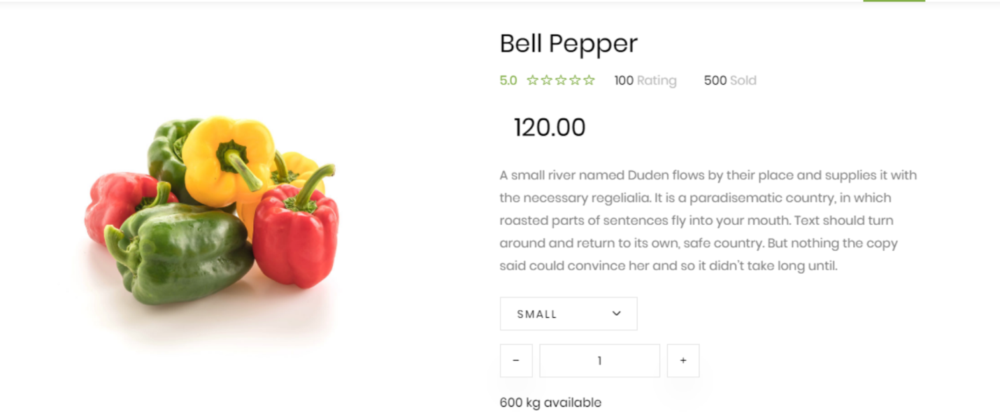 Bell Pepper
5.0 100 Rating 500 Sold
120.00
A small river named Duden flows by their place and supplies it with
the necessary regelialia. It is a paradisematic country, in which
roasted parts of sentences fly into your mouth. Text should turn
around and return to its own, safe country. But nothing the copy
said could convince her and so it didn't take long until.
SMALL
- 1 +
600 kg available